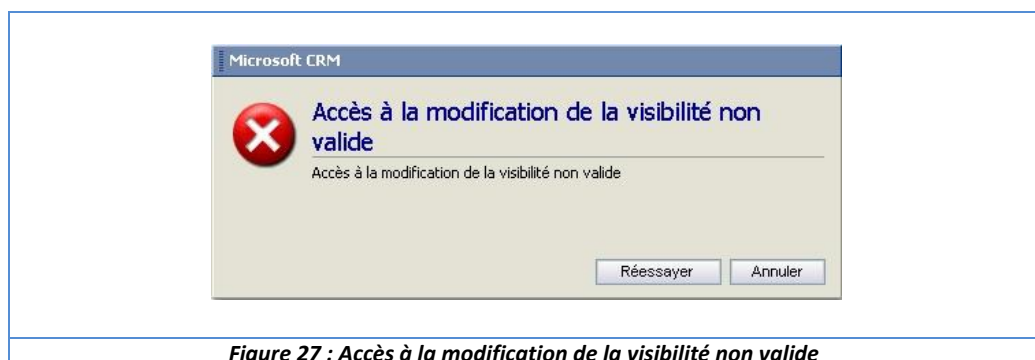 Microsoft CRM
Accès à la modification de la visibilité non
valide
Accès à la modification de la visibilité non valide
Réessayer Annuler
Figure 27 : Accès à la modification de la visibilité non valide